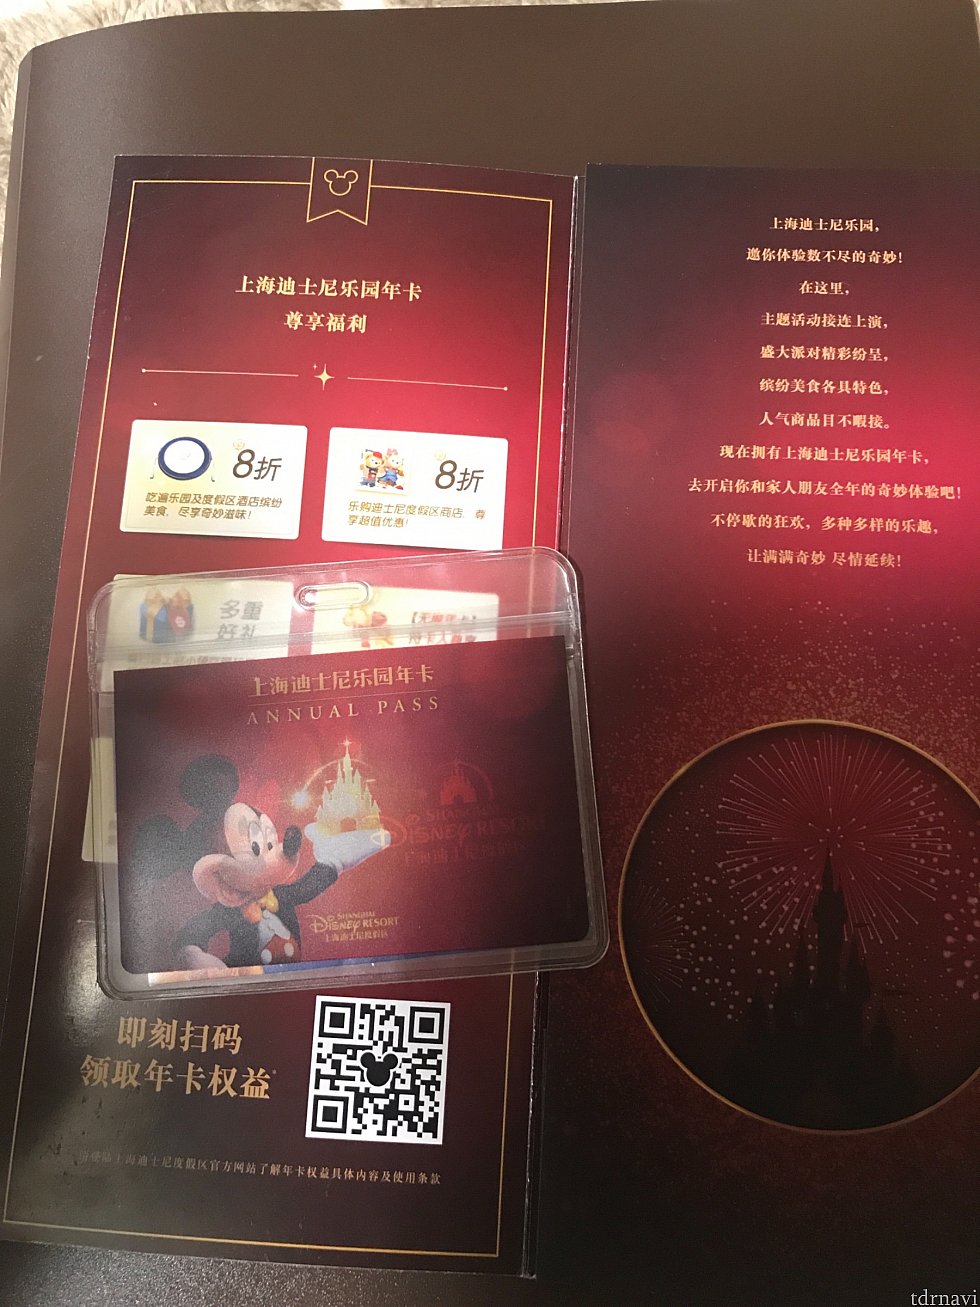 上海迪士尼乐园年卡
尊享福利
8折
吃遍乐园及度假区酒店缤纷
美食，尽享奇妙滋味！
8折
乐购迪士尼度假区商店，尊
享超值优惠！
多重
好礼
上海迪士尼乐园年卡
ANNUAL PASS
SHANGHAI
DISNEY RESORT
SHANGHAI
DISNEY RESORT
上海迪士尼度假区
即刻扫码
领取年卡权益*
上海迪士尼度假区官方网站了解年卡权益具体内容及使用条款
上海迪士尼乐园，
邀你体验数不尽的奇妙！
在这里，
主题活动接连上演，
盛大派对精彩纷呈，
缤纷美食各具特色，
人气商品目不暇接。
现在拥有上海迪士尼乐园年卡，
去开启你和家人朋友全年的奇妙体验吧！
不停歇的狂欢，多种多样的乐趣，
让满满奇妙 尽情延续！
tdrnavi